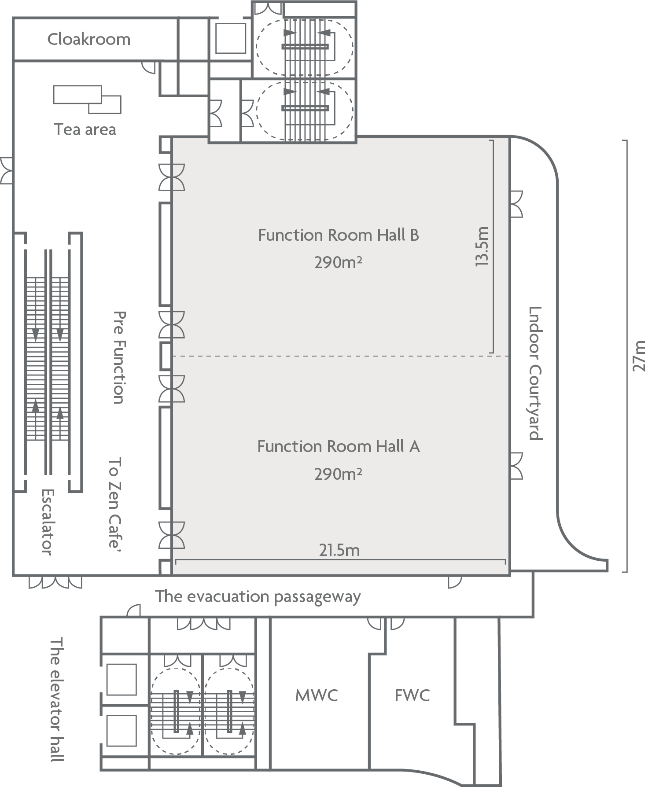 Cloakroom
Tea area
Function Room Hall B
290m²
13.5m
27m
Pre Function
To Zen Cafe'
Escalator
Lndoor Courtyard
Function Room Hall A
290m²
21.5m
The evacuation passageway
The elevator hall
MWC
FWC